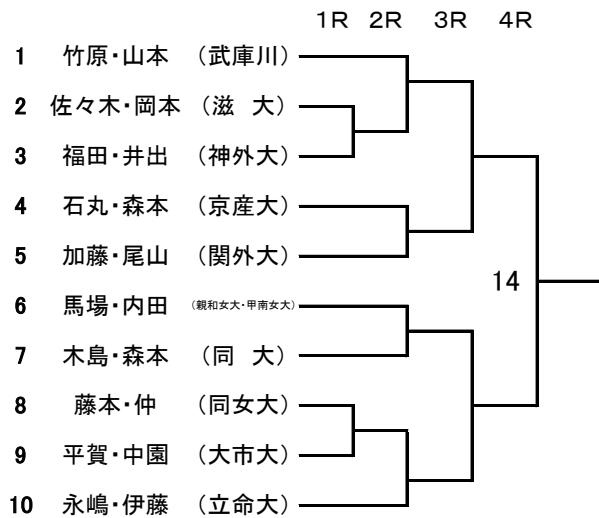 1R 2R 3R 4R
1 竹原・山本 (武庫川)
2 佐々木・岡本 (滋 大)
3 福田・井出 (神外大)
4 石丸・森本 (京産大)
5 加藤・尾山 (関外大)
14
6 馬場・内田 (親和女大・甲南女大)
7 木島・森本 (同 大)
8 藤本・仲 (同女大)
9 平賀・中園 (大市大)
10 永嶋・伊藤 (立命大)